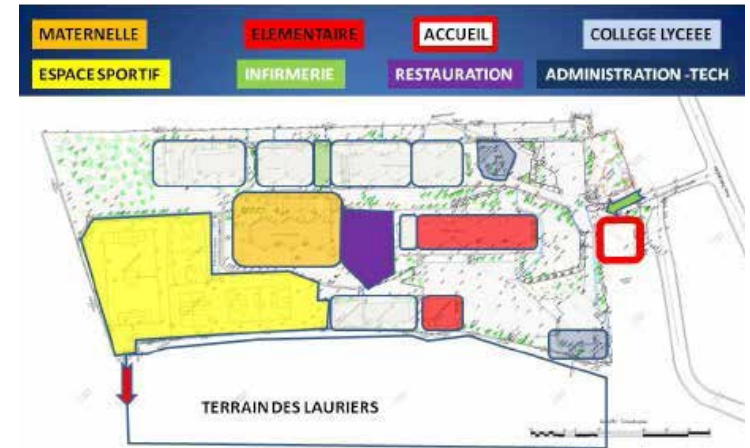 MATERNELLE
ELEMENTAIRE
ACCUEIL
COLLEGE LYCEEE
ESPACE SPORTIF
INFIRMERIE
RESTAURATION
ADMINISTRATION -TECH
TERRAIN DES LAURIERS